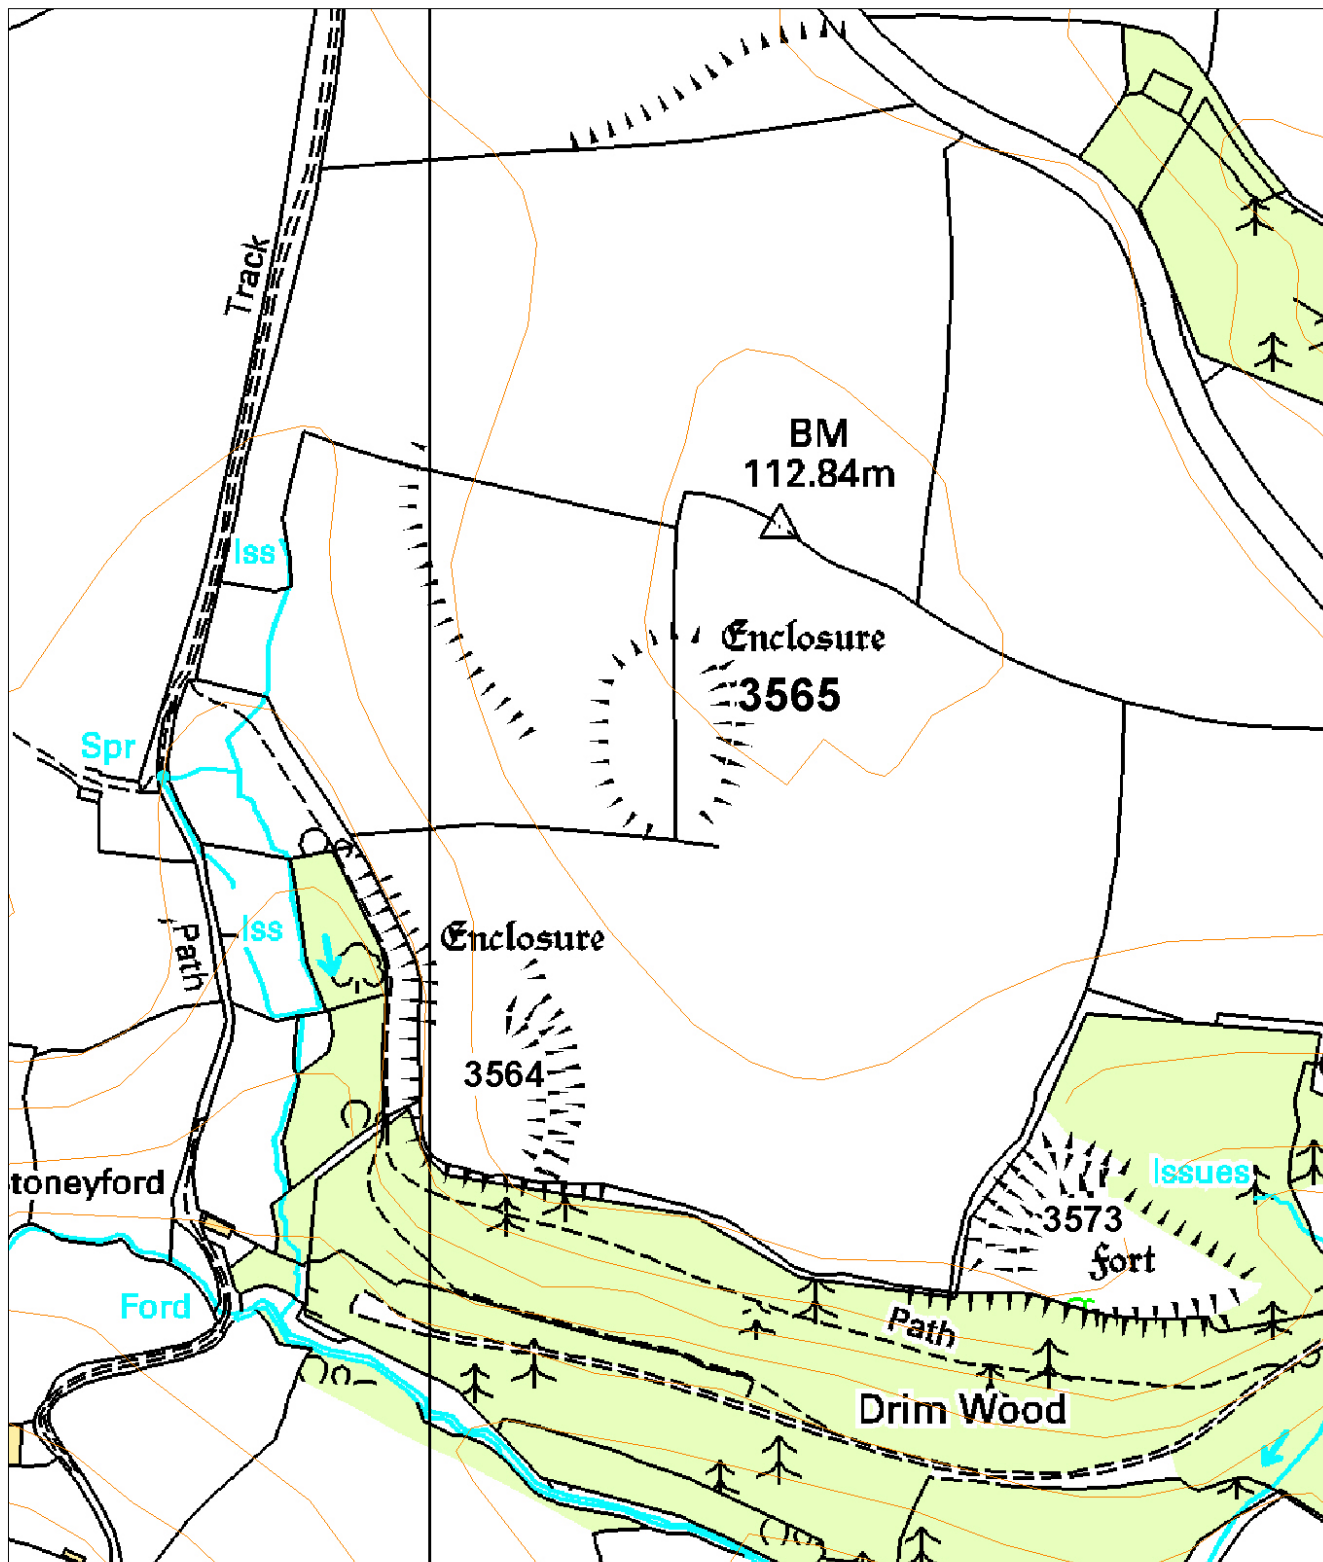 Track
BM
112.84m
Iss
Enclosure
3565
Spr
Enclosure
Iss
Path
3564
Issues
toneyford
3573
fort
Ford
Path
Drim Wood